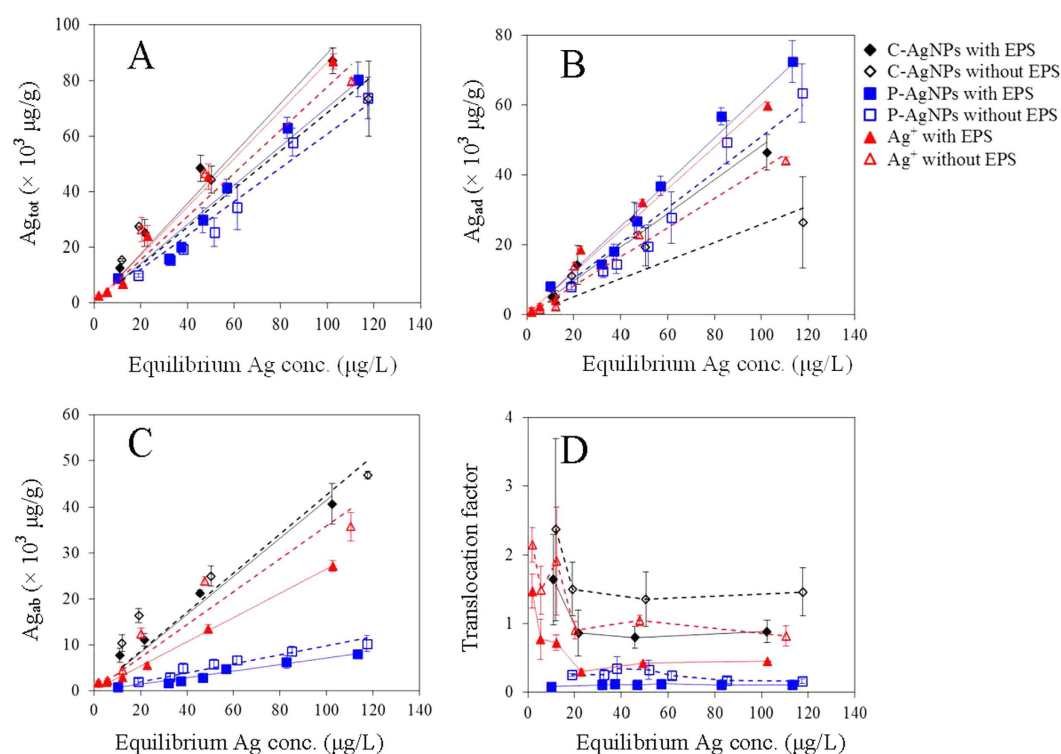 A
100
80
60
40
20
0
0 20 40 60 80 100 120 140
Ag_tot (× 10³ µg/g)
Equilibrium Ag conc. (µg/L)
B
80
60
40
20
0
0 20 40 60 80 100 120 140
Ag_ad (× 10³ µg/g)
Equilibrium Ag conc. (µg/L)
C-AgNPs with EPS
C-AgNPs without EPS
P-AgNPs with EPS
P-AgNPs without EPS
Ag⁺ with EPS
Ag⁺ without EPS
C
60
50
40
30
20
10
0
0 20 40 60 80 100 120 140
Ag_ab (× 10³ µg/g)
Equilibrium Ag conc. (µg/L)
D
4
3
2
1
0
0 20 40 60 80 100 120 140
Translocation factor
Equilibrium Ag conc. (µg/L)